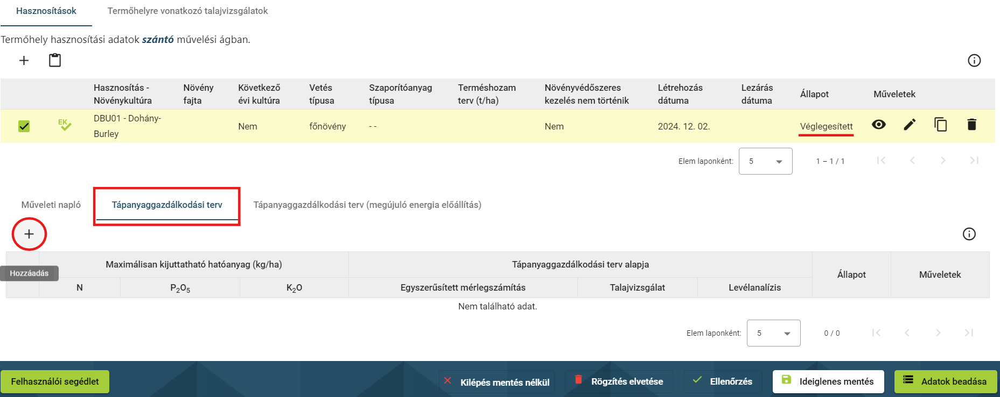 Hasznosítások Termőhelyre vonatkozó talajvizsgálatok
Termőhely hasznosítási adatok szántó művelési ágban.
Hasznosítás - Növény Következő Vetés Szaporítóanyag Terméshozam Növényvédőszeres Létrehozás Lezárás Állapot Műveletek
Növénykultúra fajta évi kultúra típusa típusa terv (t/ha) kezelés nem történik dátuma dátuma
EK DBU01 - Dohány- Nem főnövény - - Nem 2024. 12. 02. Véglegesített
Burley
Elem laponként: 5 1 – 1 / 1
Műveleti napló Tápanyaggazdálkodási terv Tápanyaggazdálkodási terv (megújuló energia előállítás)
Hozzáadás
Maximálisan kijuttatható hatóanyag (kg/ha) Tápanyaggazdálkodási terv alapja Állapot Műveletek
N P₂O₅ K₂O Egyszerűsített mérlegszámítás Talajvizsgálat Levélanalízis
Nem található adat.
Elem laponként: 5 0 / 0
Felhasználói segédlet Kilépés mentés nélkül Rögzítés elvetése Ellenőrzés Ideiglenes mentés Adatok beadása